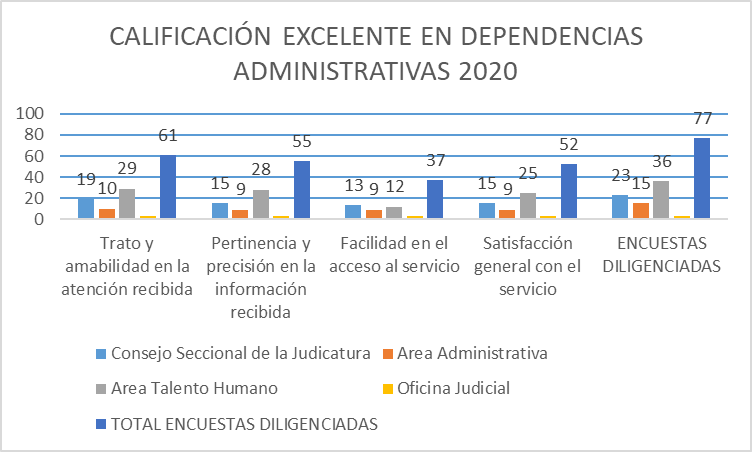 CALIFICACIÓN EXCELENTE EN DEPENDENCIAS
ADMINISTRATIVAS 2020
100
80
60
40
20
0
19
10
29
61
15
9
28
55
13
9
12
37
15
9
25
52
23
15
36
77
Trato y
amabilidad en la
atención recibida
Pertinencia y
precisión en la
información
recibida
Facilidad en el
acceso al servicio
Satisfacción
general con el
servicio
ENCUESTAS
DILIGENCIADAS
Consejo Seccional de la Judicatura
Area Administrativa
Area Talento Humano
Oficina Judicial
TOTAL ENCUESTAS DILIGENCIADAS